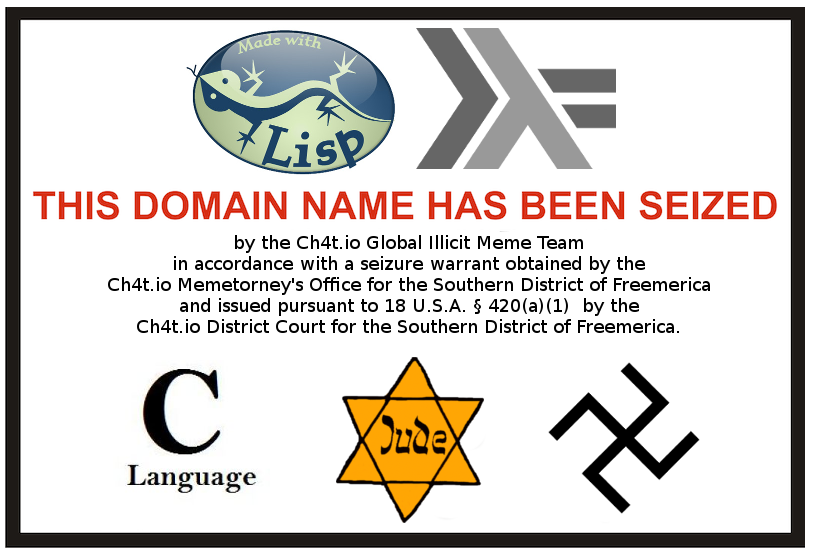 Made with
Lisp
THIS DOMAIN NAME HAS BEEN SEIZED
by the Ch4t.io Global Illicit Meme Team
in accordance with a seizure warrant obtained by the
Ch4t.io Memetorney's Office for the Southern District of Freemerica
and issued pursuant to 18 U.S.A. § 420(a)(1) by the
Ch4t.io District Court for the Southern District of Freemerica.
C
Language
Jude